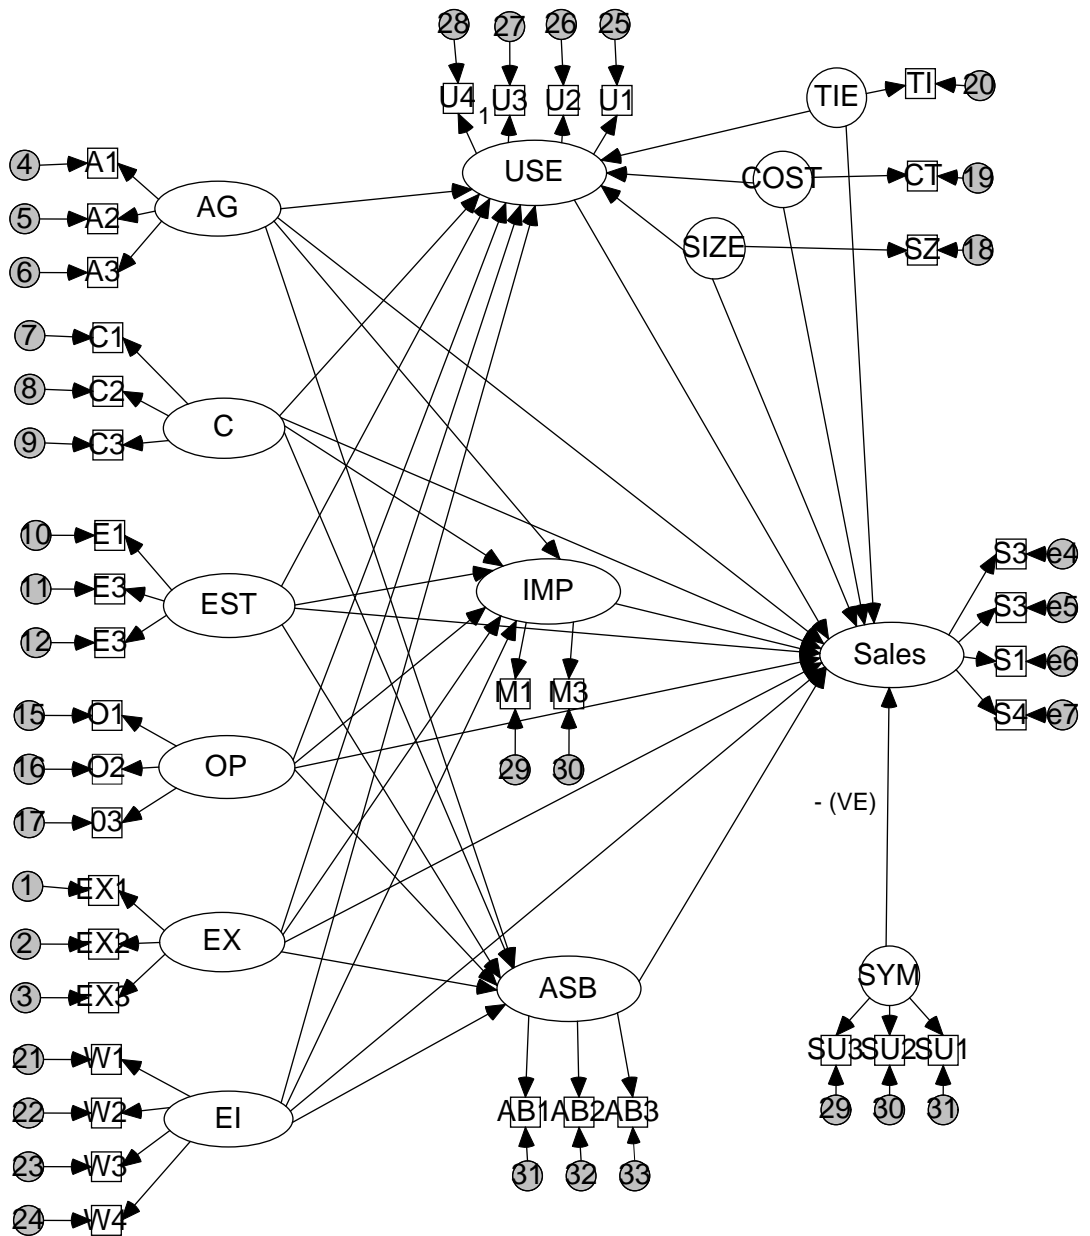 28 27 26 25
U4 1 U3 U2 U1
USE
TIE TI 20
COST CT 19
SIZE SZ 18
4 A1
5 A2
6 A3
AG
7 C1
8 C2
9 C3
C
10 E1
11 E3
12 E3
EST
IMP
M1 M3
29 30
Sales
S3 e4
S3 e5
S1 e6
S4 e7
15 O1
16 O2
17 03
OP
- (VE)
1 EX1
2 EX2
3 EX3
EX
ASB
AB1 AB2 AB3
31 32 33
SYM
SU3 SU2 SU1
29 30 31
21 W1
22 W2
23 W3
24 W4
EI